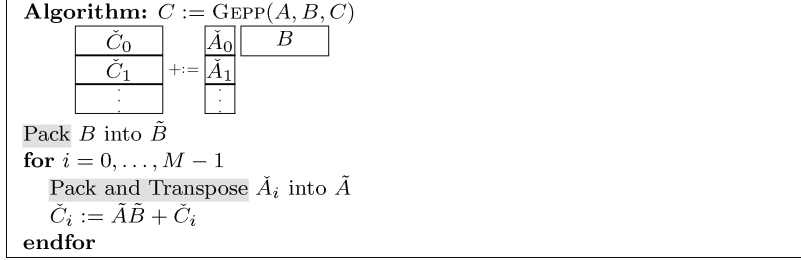 Algorithm: C := GEPP(A, B, C)
Č₀ Ǎ₀ B
Č₁ +:= Ǎ₁
⋮ ⋮
Pack B into B̃
for i = 0, . . . , M − 1
Pack and Transpose Ǎᵢ into Ã
Čᵢ := ÃB̃ + Čᵢ
endfor